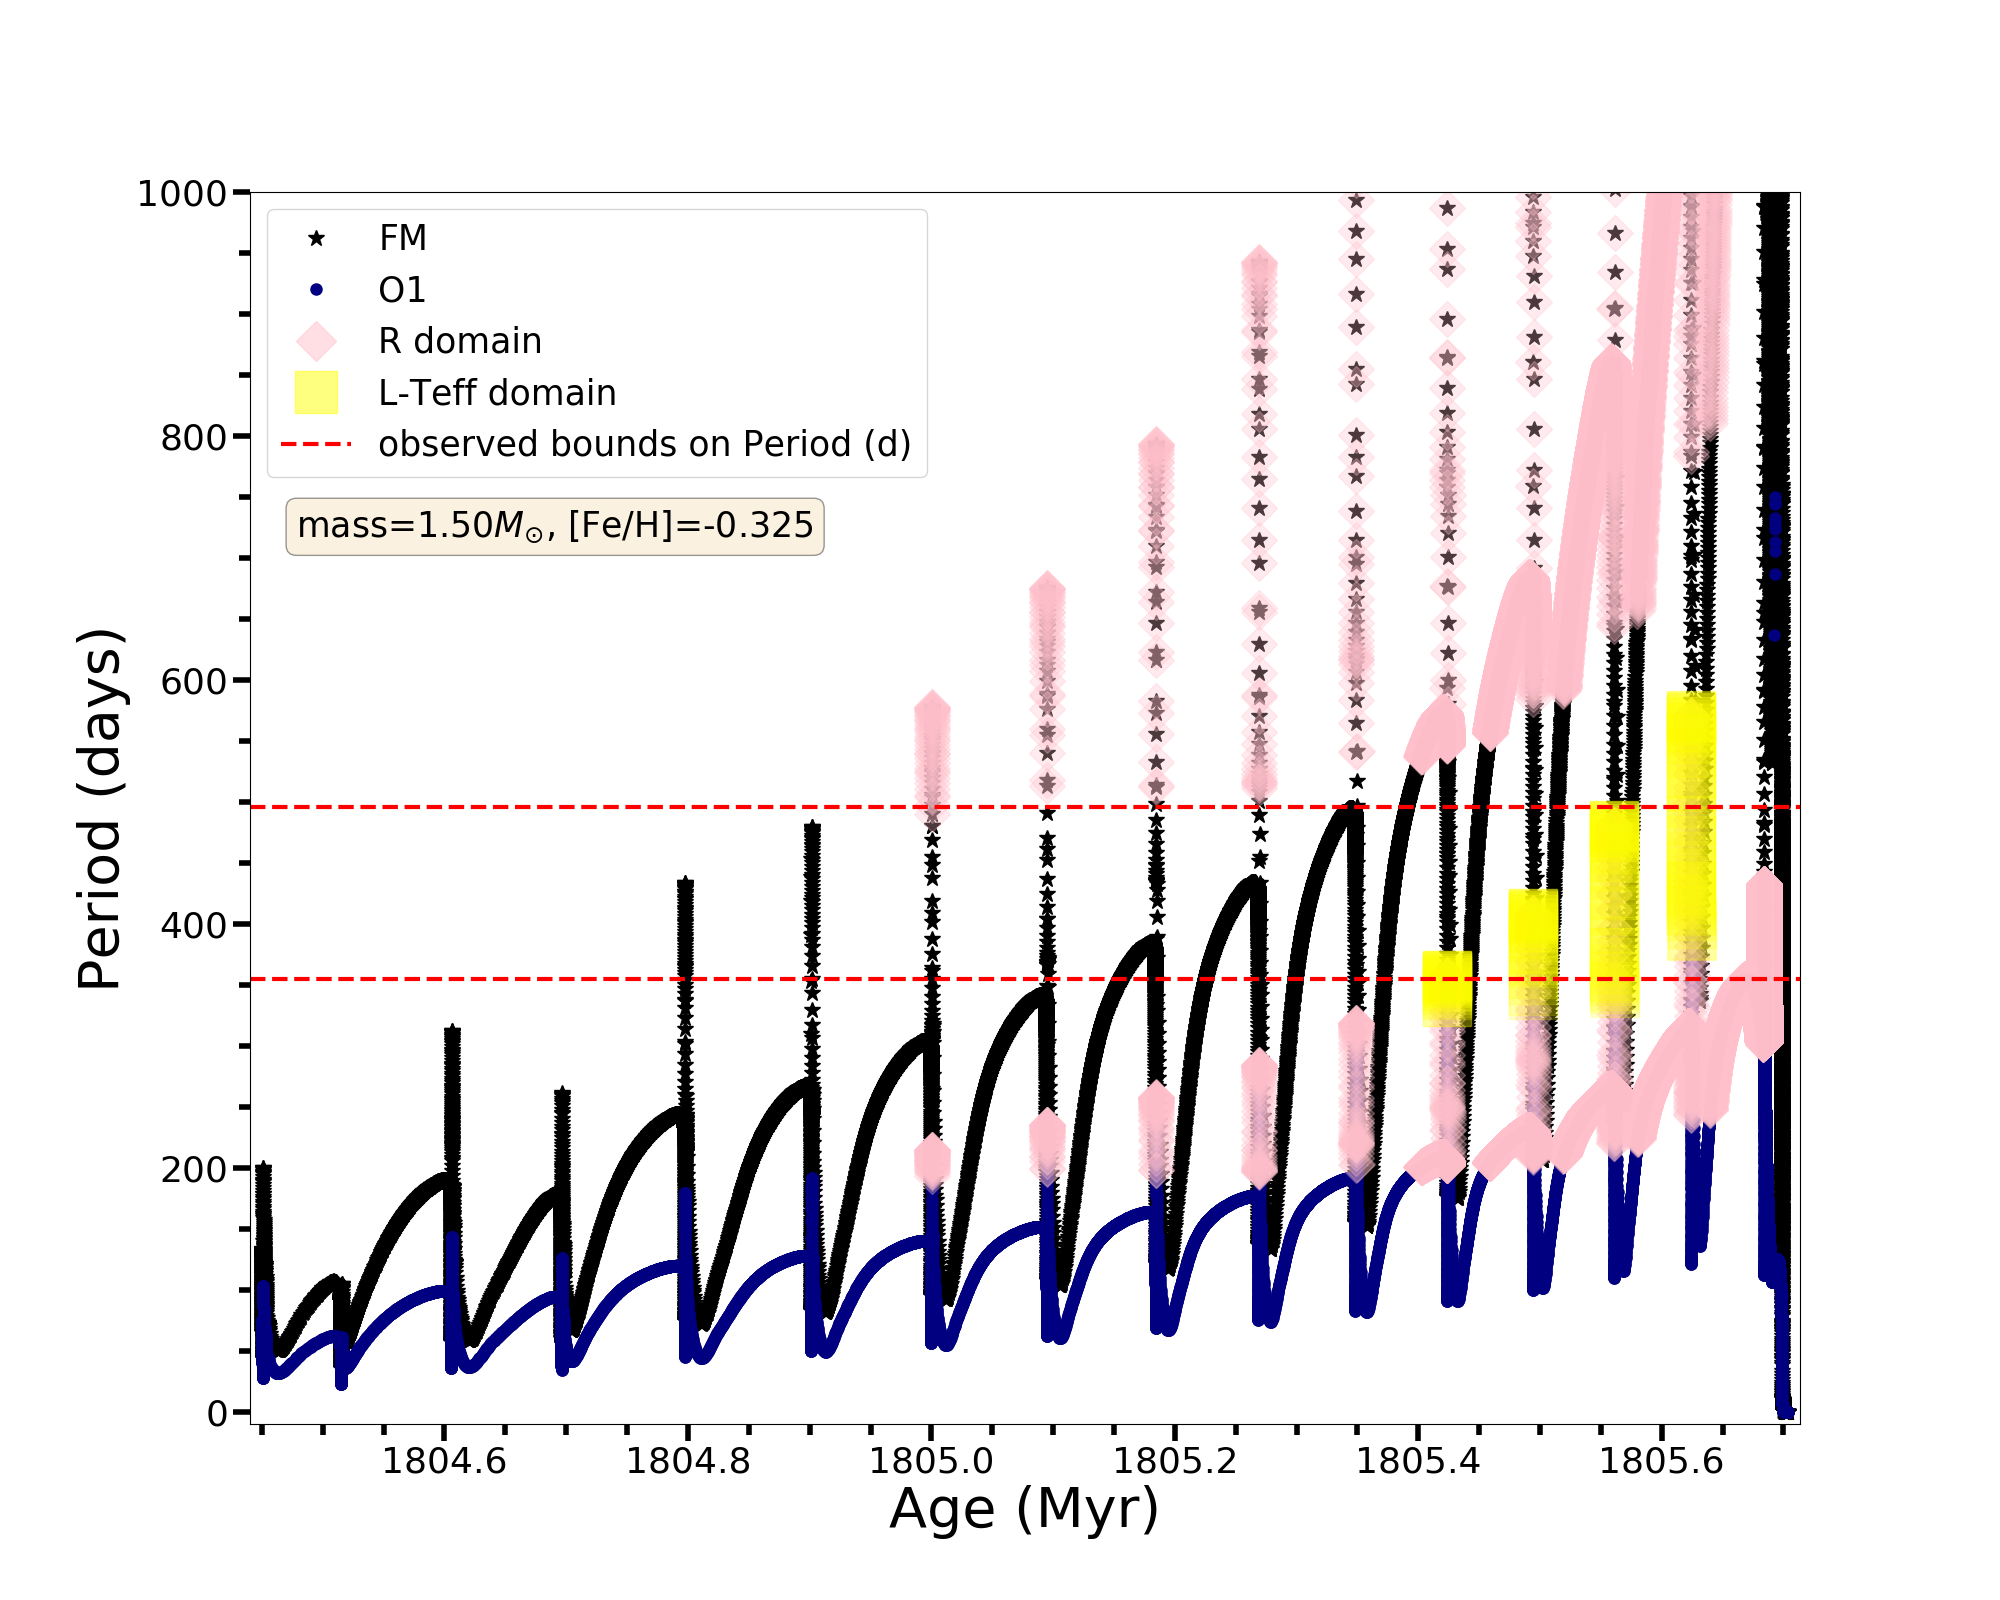 1000
800
600
400
200
0
Period (days)
FM
O1
R domain
L-Teff domain
observed bounds on Period (d)
mass=1.50M⊙, [Fe/H]=-0.325
1804.6 1804.8 1805.0 1805.2 1805.4 1805.6
Age (Myr)